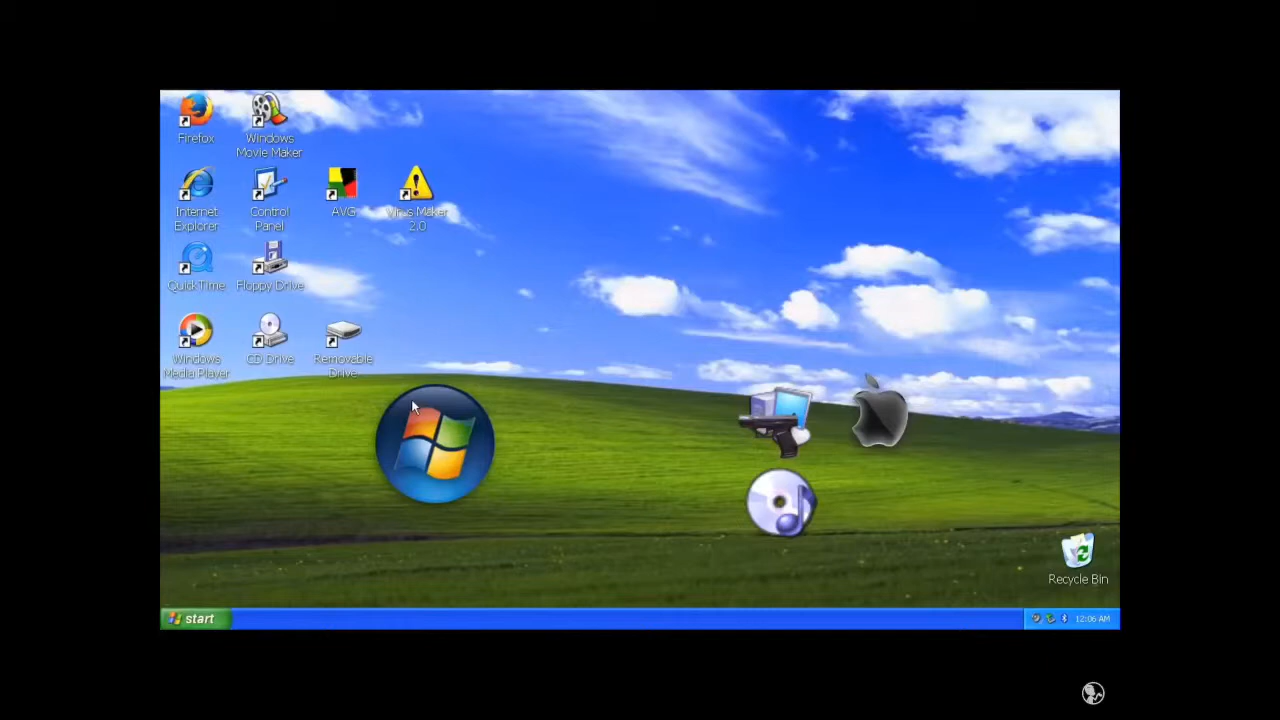 Firefox
Windows
Movie Maker
Internet
Explorer
Control
Panel
AVG
Virus Maker
2.0
QuickTime
Floppy Drive
Windows
Media Player
CD Drive
Removable
Drive
Recycle Bin
start
12:06 AM